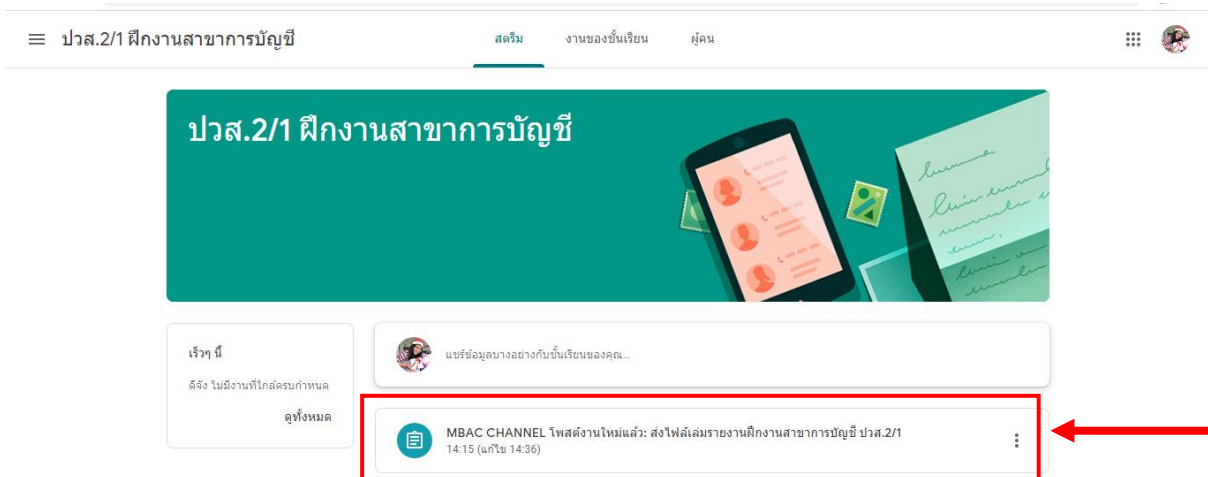 ปวส.2/1 ฝึกงานสาขาการบัญชี
สตรีม งานของชั้นเรียน ผู้คน
ปวส.2/1 ฝึกงานสาขาการบัญชี
เร็วๆ นี้
ดีจัง ไม่มีงานที่ใกล้ครบกำหนด
ดูทั้งหมด
แชร์ข้อมูลบางอย่างกับชั้นเรียนของคุณ...
MBAC CHANNEL โพสต์งานใหม่แล้ว: ส่งไฟล์เล่มรายงานฝึกงานสาขาการบัญชี ปวส.2/1
14:15 (แก้ไข 14:36)